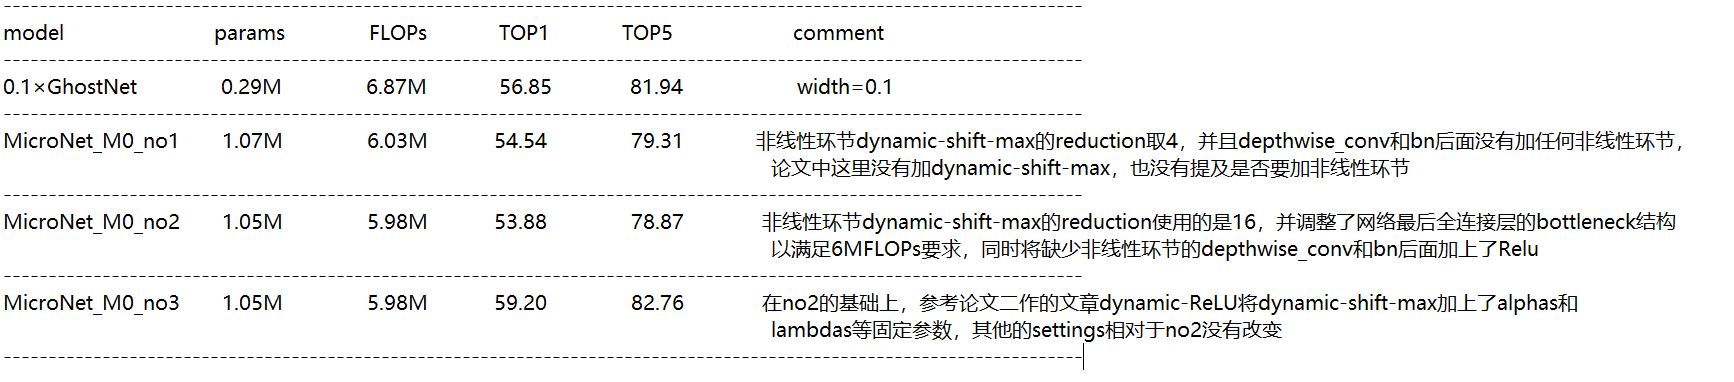 model params FLOPs TOP1 TOP5 comment
0.1×GhostNet 0.29M 6.87M 56.85 81.94 width=0.1
MicroNet_M0_no1 1.07M 6.03M 54.54 79.31 非线性环节dynamic-shift-max的reduction取4，并且depthwise_conv和bn后面没有加任何非线性环节，
论文中这里没有加dynamic-shift-max，也没有提及是否要加非线性环节
MicroNet_M0_no2 1.05M 5.98M 53.88 78.87 非线性环节dynamic-shift-max的reduction使用的是16，并调整了网络最后全连接层的bottleneck结构
以满足6MFLOPs要求，同时将缺少非线性环节的depthwise_conv和bn后面加上了Relu
MicroNet_M0_no3 1.05M 5.98M 59.20 82.76 在no2的基础上，参考论文二作的文章dynamic-ReLU将dynamic-shift-max加上了alphas和
lambdas等固定参数，其他的settings相对于no2没有改变